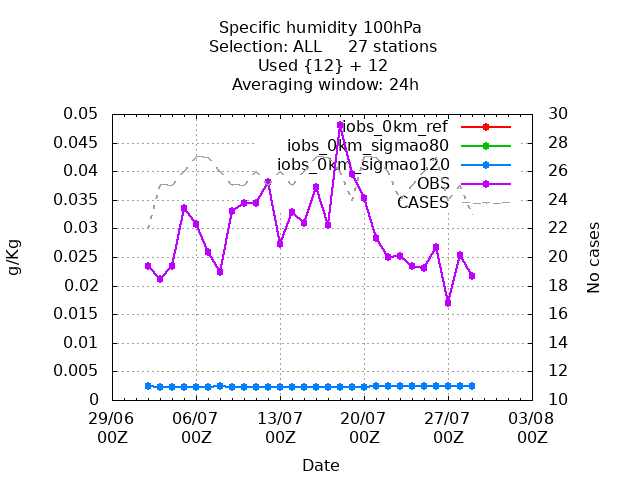 Specific humidity 100hPa
Selection: ALL 27 stations
Used {12} + 12
Averaging window: 24h
0.05
0.045
0.04
0.035
0.03
0.025
0.02
0.015
0.01
0.005
0
g/Kg
iobs_0km_ref
iobs_0km_sigmao80
iobs_0km_sigmao120
OBS
CASES
30
28
26
24
22
20
18
16
14
12
10
No cases
29/06 06/07 13/07 20/07 27/07 03/08
00Z 00Z 00Z 00Z 00Z 00Z
Date